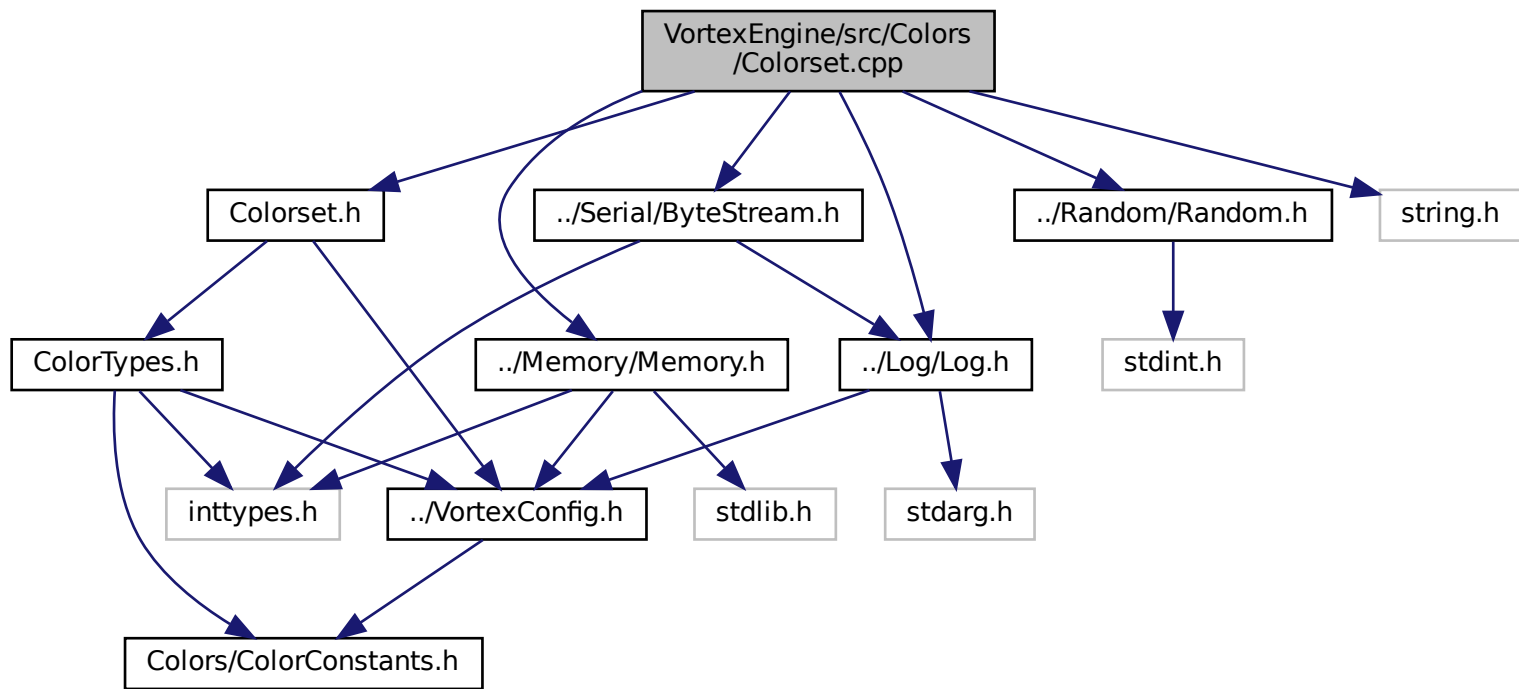 VortexEngine/src/Colors
/Colorset.cpp
Colorset.h
../Serial/ByteStream.h
../Random/Random.h
string.h
ColorTypes.h
../Memory/Memory.h
../Log/Log.h
stdint.h
inttypes.h
../VortexConfig.h
stdlib.h
stdarg.h
Colors/ColorConstants.h